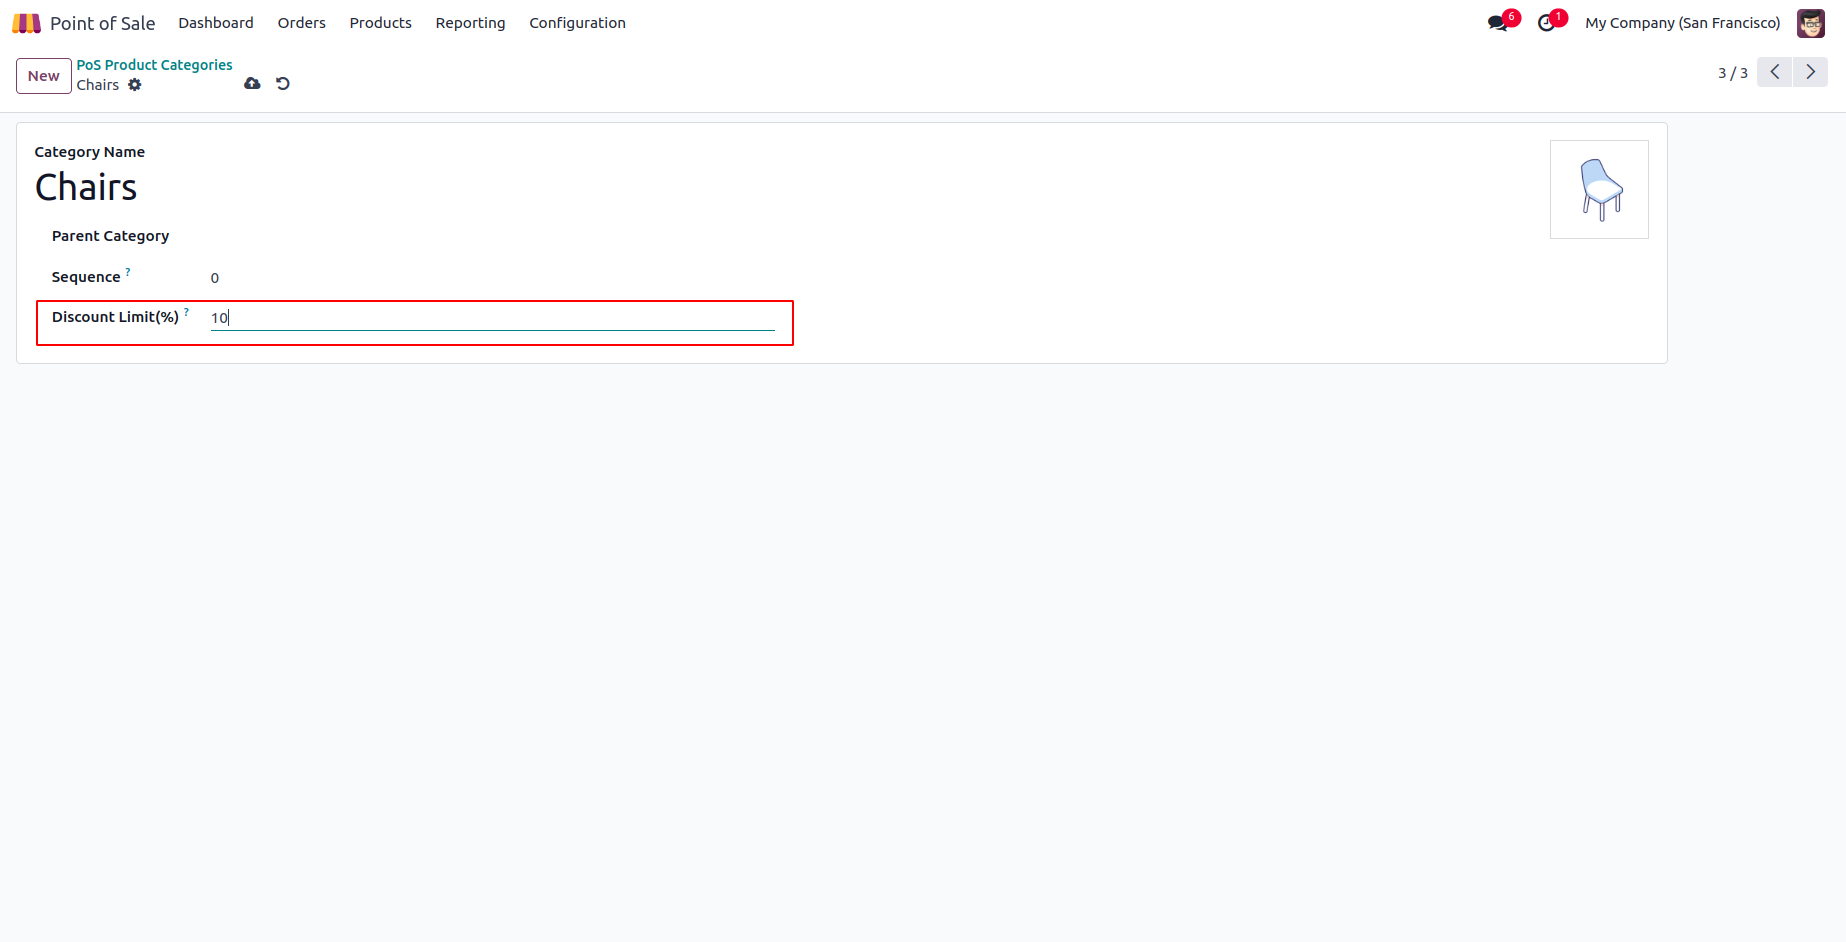 Point of Sale Dashboard Orders Products Reporting Configuration 6 1 My Company (San Francisco)
New PoS Product Categories
Chairs 3 / 3
Category Name
Chairs
Parent Category
Sequence ? 0
Discount Limit(%) ? 10